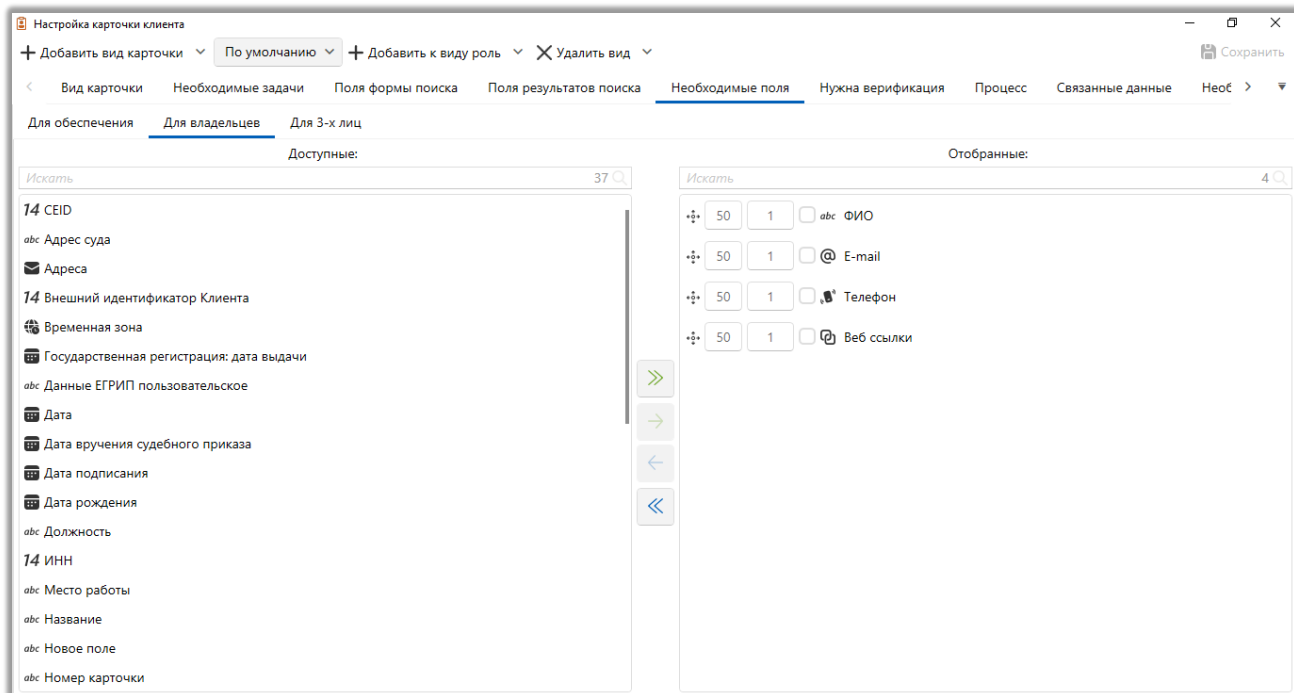 Настройка карточки клиента
Добавить вид карточки По умолчанию Добавить к виду роль Удалить вид Сохранить
Вид карточки Необходимые задачи Поля формы поиска Поля результатов поиска Необходимые поля Нужна верификация Процесс Связанные данные Необ
Для обеспечения Для владельцев Для 3-х лиц
Доступные:
Искать 37
14 CEID
abc Адрес суда
Адреса
14 Внешний идентификатор Клиента
Временная зона
Государственная регистрация: дата выдачи
abc Данные ЕГРИП пользовательское
Дата
Дата вручения судебного приказа
Дата подписания
Дата рождения
abc Должность
14 ИНН
abc Место работы
abc Название
abc Новое поле
abc Номер карточки
Отобранные:
Искать 4
50 1 abc ФИО
50 1 @ E-mail
50 1 Телефон
50 1 Веб ссылки